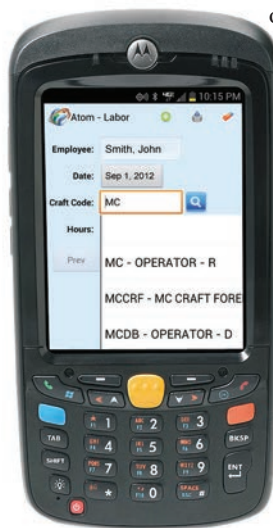 c
10:15 PM
Atom - Labor
Employee: Smith, John
Date: Sep 1, 2012
Craft Code: MC
Hours:
Prev
MC - OPERATOR - R
MCCRF - MC CRAFT FORE
MCDB - OPERATOR - D
1 2 3
TAB 4 5 6 BKSP
SHIFT 7 8 9 ENT
* 0 SPACE #